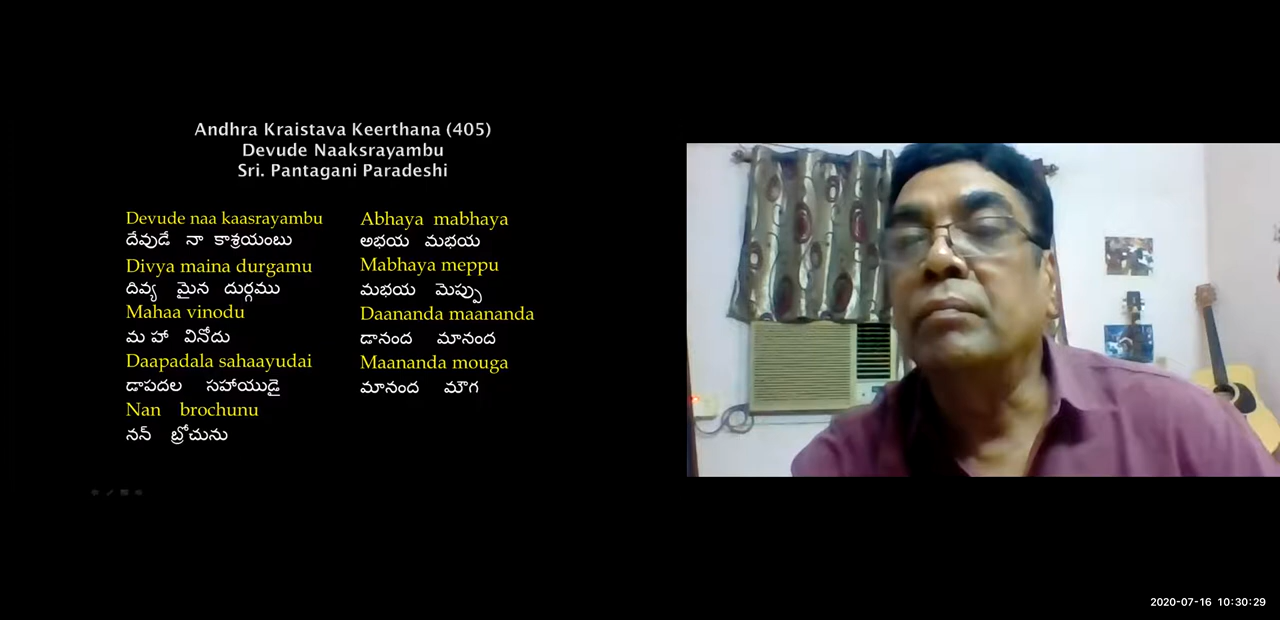 Andhra Kraistava Keerthana (405)
Devude Naaksrayambu
Sri. Pantagani Paradeshi
Devude naa kaasrayambu
దేవుడే నా కాశ్రయంబు
Divya maina durgamu
దివ్య మైన దుర్గము
Mahaa vinodu
మ హా వినోదు
Daapadala sahaayudai
డాపదల సహాయుడై
Nan brochunu
నన్ బ్రోచును
Abhaya mabhaya
అభయ మభయ
Mabhaya meppu
మభయ మెప్పు
Daananda maananda
డానంద మానంద
Maananda mouga
మానంద మౌగ
2020-07-16 10:30:29